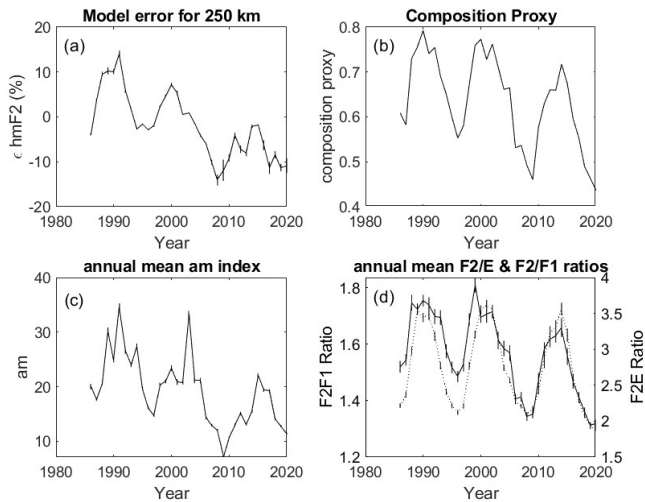 Model error for 250 km
(a)
ϵ hmF2 (%)
20
10
0
-10
-20
1980 1990 2000 2010 2020
Year
Composition Proxy
(b)
composition proxy
0.8
0.7
0.6
0.5
0.4
1980 1990 2000 2010 2020
Year
annual mean am index
(c)
am
40
30
20
10
1980 1990 2000 2010 2020
Year
annual mean F2/E & F2/F1 ratios
(d)
F2F1 Ratio
1.8
1.6
1.4
1.2
4
3.5
3
2.5
2
1.5
F2E Ratio
1980 1990 2000 2010 2020
Year